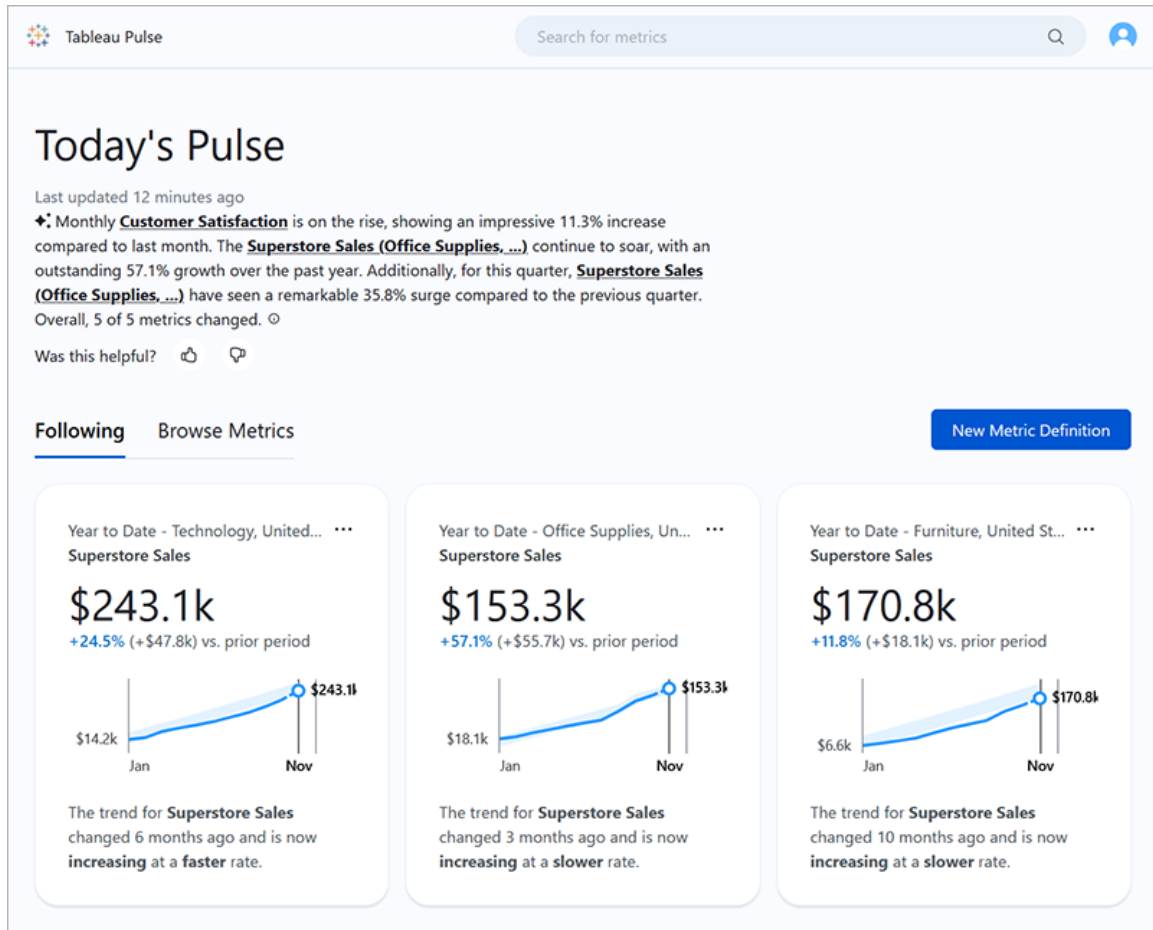 Tableau Pulse
Search for metrics
Today's Pulse
Last updated 12 minutes ago
Monthly Customer Satisfaction is on the rise, showing an impressive 11.3% increase
compared to last month. The Superstore Sales (Office Supplies, ...) continue to soar, with an
outstanding 57.1% growth over the past year. Additionally, for this quarter, Superstore Sales
(Office Supplies, ...) have seen a remarkable 35.8% surge compared to the previous quarter.
Overall, 5 of 5 metrics changed.
Was this helpful?
Following Browse Metrics
New Metric Definition
Year to Date - Technology, United...
Superstore Sales
$243.1k
+24.5% (+$47.8k) vs. prior period
$243.1k
$14.2k
Jan Nov
The trend for Superstore Sales
changed 6 months ago and is now
increasing at a faster rate.
Year to Date - Office Supplies, Un...
Superstore Sales
$153.3k
+57.1% (+$55.7k) vs. prior period
$153.3k
$18.1k
Jan Nov
The trend for Superstore Sales
changed 3 months ago and is now
increasing at a slower rate.
Year to Date - Furniture, United St...
Superstore Sales
$170.8k
+11.8% (+$18.1k) vs. prior period
$170.8k
$6.6k
Jan Nov
The trend for Superstore Sales
changed 10 months ago and is now
increasing at a slower rate.